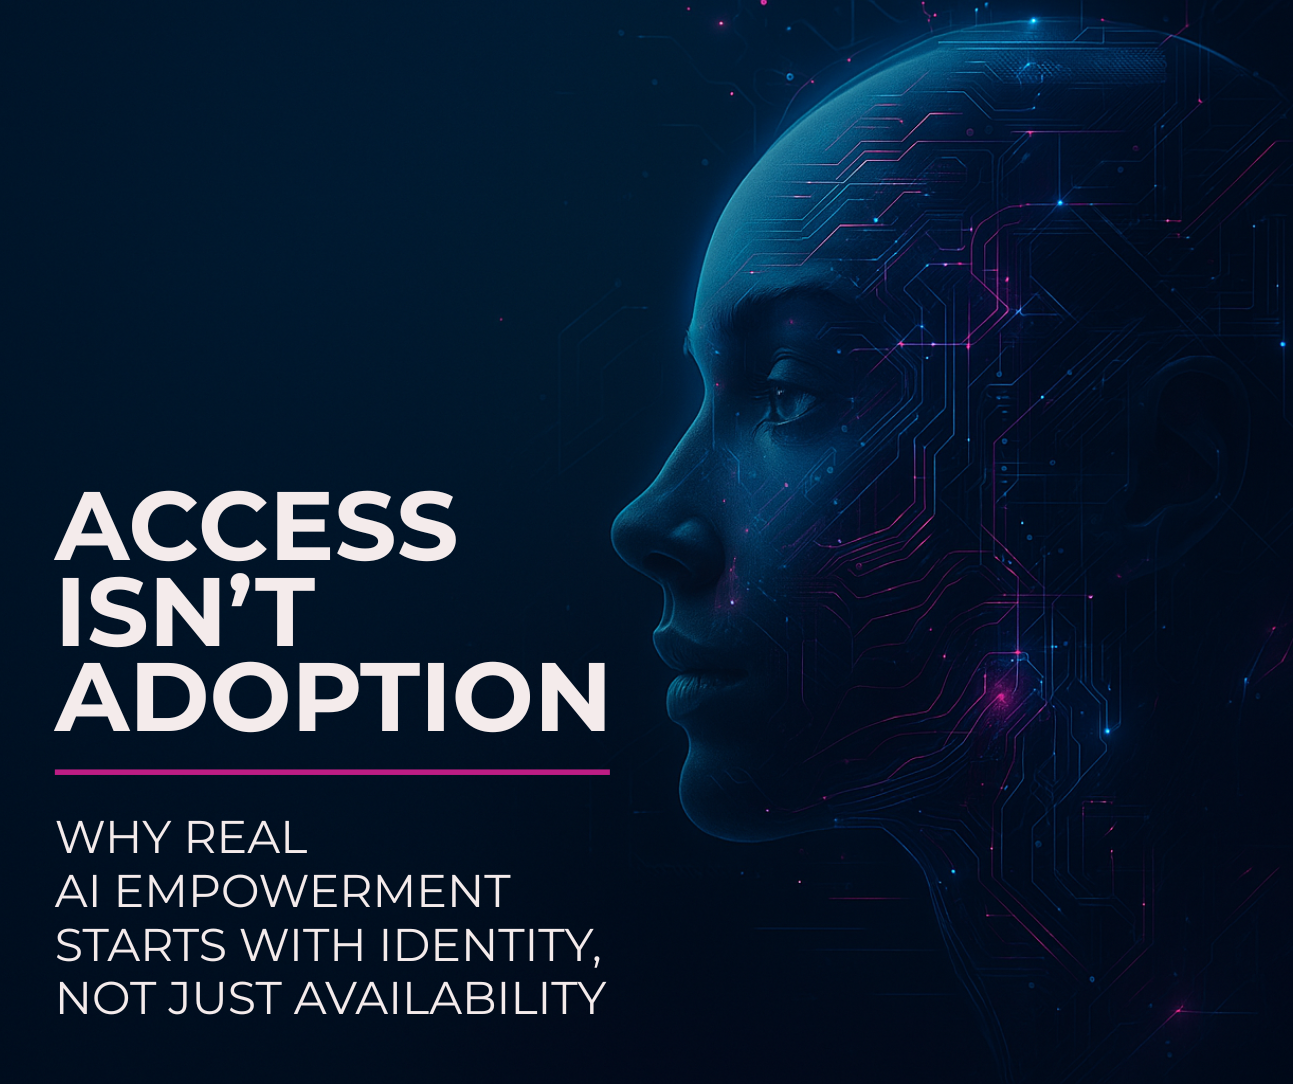 ACCESS
ISN’T
ADOPTION
WHY REAL
AI EMPOWERMENT
STARTS WITH IDENTITY,
NOT JUST AVAILABILITY